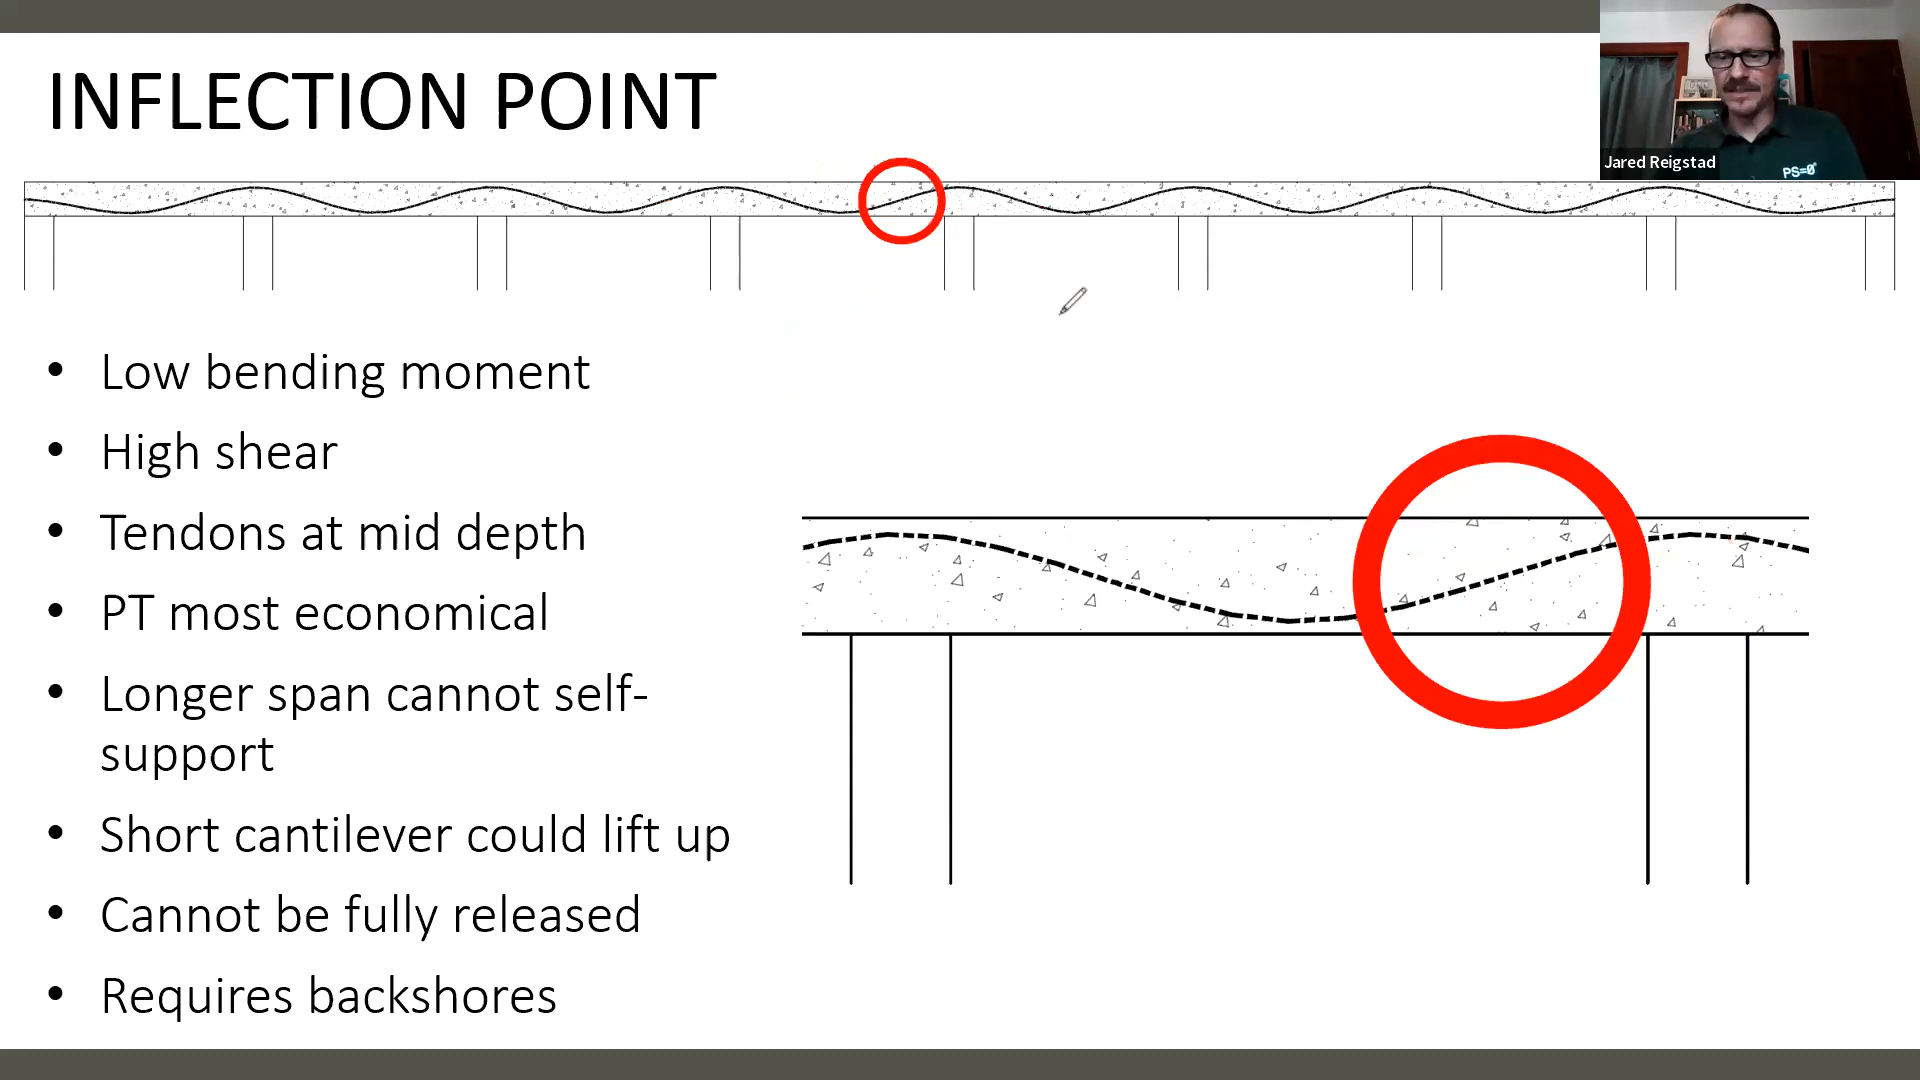 INFLECTION POINT
Jared Reigstad
PS=Ø
• Low bending moment
• High shear
• Tendons at mid depth
• PT most economical
• Longer span cannot self-
support
• Short cantilever could lift up
• Cannot be fully released
• Requires backshores